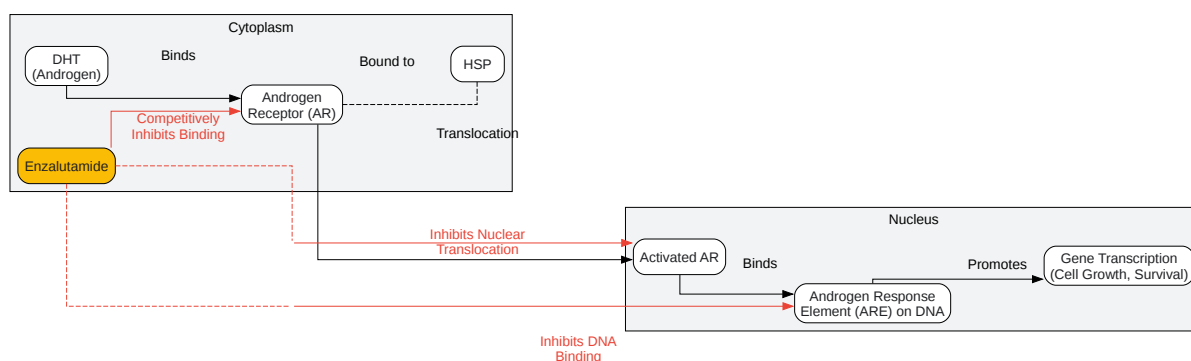 Cytoplasm
DHT
(Androgen)
Binds
Bound to
HSP
Androgen
Receptor (AR)
Competitively
Inhibits Binding
Translocation
Enzalutamide
Nucleus
Inhibits Nuclear
Translocation
Activated AR
Binds
Promotes
Gene Transcription
(Cell Growth, Survival)
Androgen Response
Element (ARE) on DNA
Inhibits DNA
Binding